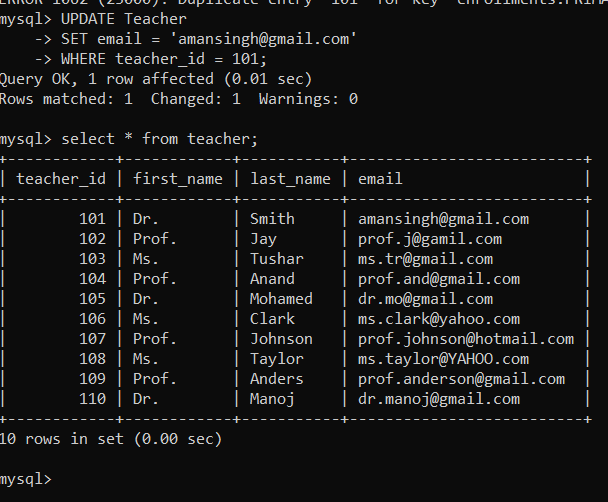 ERROR 1062 (23000): Duplicate entry '101' for key 'enrollments.PRIMA
mysql> UPDATE Teacher
    -> SET email = 'amansingh@gmail.com'
    -> WHERE teacher_id = 101;
Query OK, 1 row affected (0.01 sec)
Rows matched: 1  Changed: 1  Warnings: 0
mysql> select * from teacher;
+------------+------------+-----------+-------------------------+
| teacher_id | first_name | last_name | email                   |
+------------+------------+-----------+-------------------------+
|        101 | Dr.        | Smith     | amansingh@gmail.com     |
|        102 | Prof.      | Jay       | prof.j@gamil.com        |
|        103 | Ms.        | Tushar    | ms.tr@gmail.com         |
|        104 | Prof.      | Anand     | prof.and@gmail.com      |
|        105 | Dr.        | Mohamed   | dr.mo@gmail.com         |
|        106 | Ms.        | Clark     | ms.clark@yahoo.com      |
|        107 | Prof.      | Johnson   | prof.johnson@hotmail.com |
|        108 | Ms.        | Taylor    | ms.taylor@YAHOO.com     |
|        109 | Prof.      | Anders    | prof.anderson@gmail.com |
|        110 | Dr.        | Manoj     | dr.manoj@gmail.com      |
+------------+------------+-----------+-------------------------+
10 rows in set (0.00 sec)
mysql>